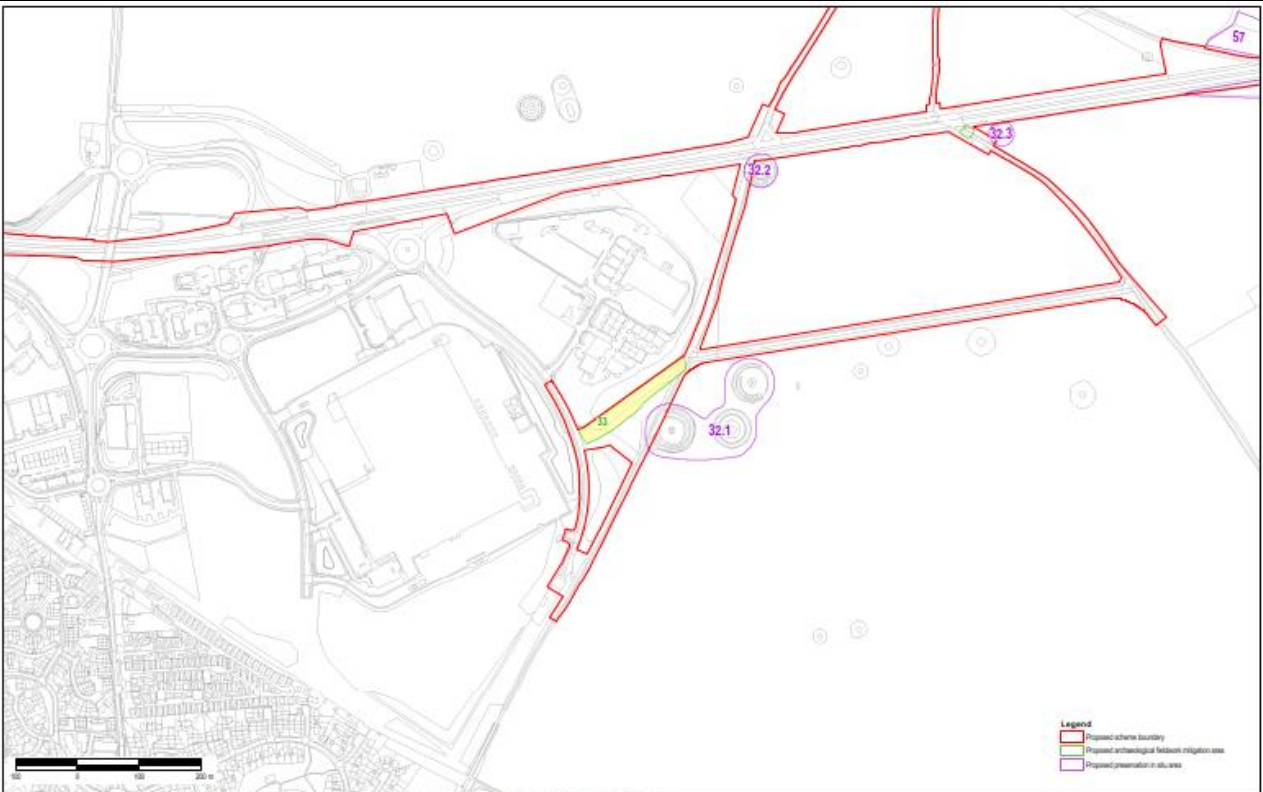 57
32.3
32.2
33
32.1
Legend
Proposed scheme boundary
Proposed archaeological fieldwork mitigation area
Proposed preservation in situ area
100 0 100 200 m